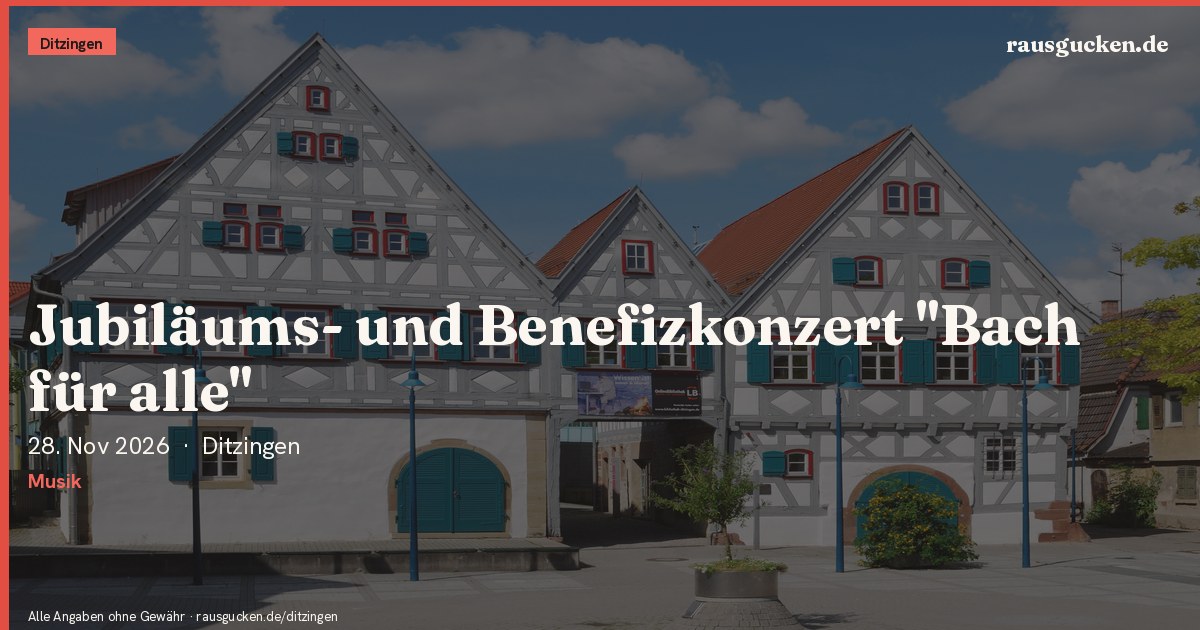 Ditzingen
rausgucken.de
Jubiläums- und Benefizkonzert "Bach
für alle"
28. Nov 2026 · Ditzingen
Musik
Alle Angaben ohne Gewähr · rausgucken.de/ditzingen